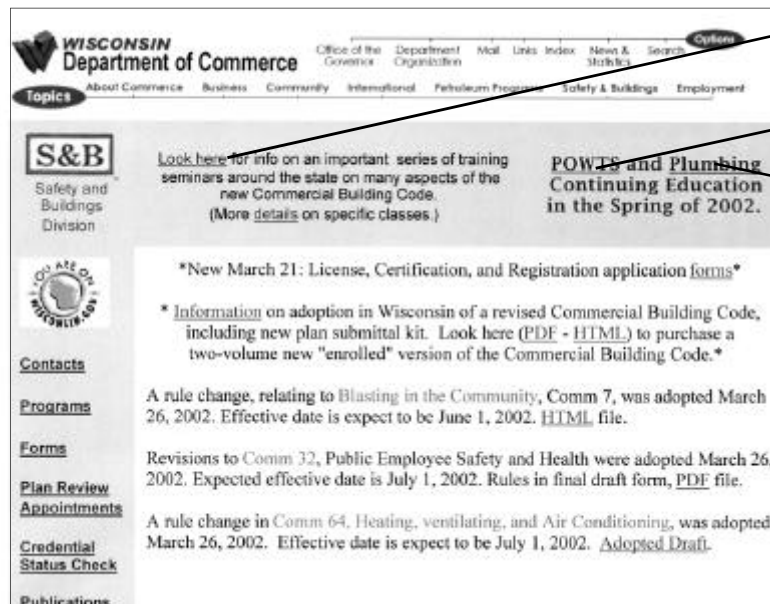 WISCONSIN
Department of Commerce
Office of the Governor
Department Organization
Mail
Links
Index
News & Statistics
Search
Options
Topics
About Commerce
Business
Community
International
Petroleum Programs
Safety & Buildings
Employment
S&B
Safety and
Buildings
Division
Look here for info on an important series of training
seminars around the state on many aspects of the
new Commercial Building Code.
(More details on specific classes.)
POWTS and Plumbing
Continuing Education
in the Spring of 2002.
YOU ARE ON
WISCONSIN.GOV
Contacts
Programs
Forms
Plan Review
Appointments
Credential
Status Check
Publications
*New March 21: License, Certification, and Registration application forms*
* Information on adoption in Wisconsin of a revised Commercial Building Code,
including new plan submittal kit. Look here (PDF - HTML) to purchase a
two-volume new "enrolled" version of the Commercial Building Code.*
A rule change, relating to Blasting in the Community, Comm 7, was adopted March
26, 2002. Effective date is expect to be June 1, 2002. HTML file.
Revisions to Comm 32, Public Employee Safety and Health were adopted March 26,
2002. Expected effective date is July 1, 2002. Rules in final draft form, PDF file.
A rule change in Comm 64, Heating, ventilating, and Air Conditioning, was adopted
March 26, 2002. Effective date is expect to be July 1, 2002. Adopted Draft.